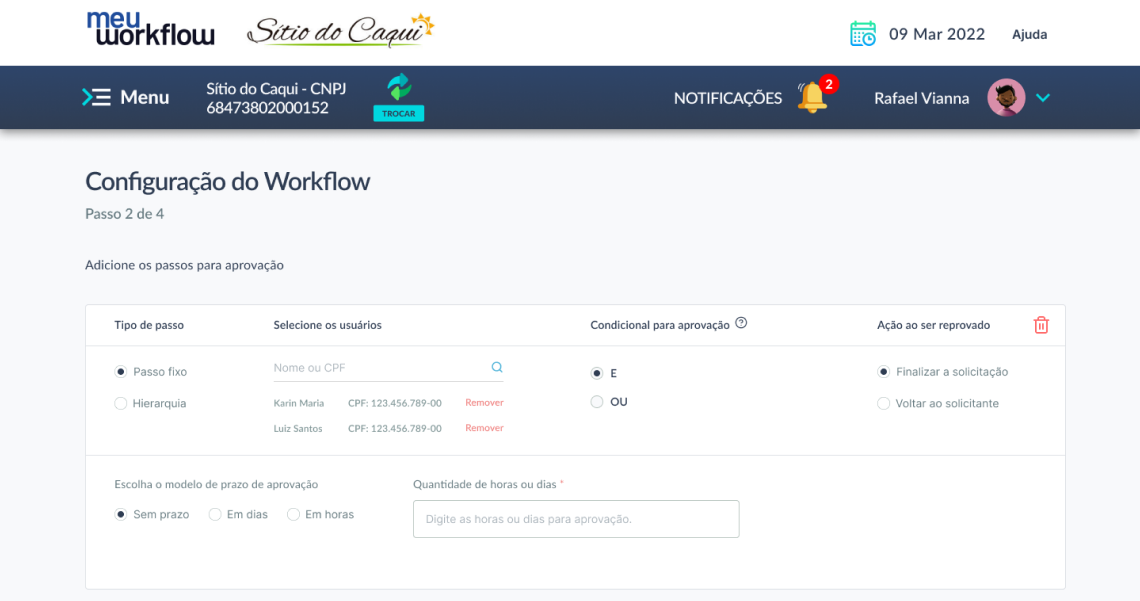 meu
workflow
Sítio do Caqui
09 Mar 2022
Ajuda
Menu
Sítio do Caqui - CNPJ
68473802000152
TROCAR
NOTIFICAÇÕES
2
Rafael Vianna
Configuração do Workflow
Passo 2 de 4
Adicione os passos para aprovação
Tipo de passo
Selecione os usuários
Condicional para aprovação ?
Ação ao ser reprovado
Passo fixo
Hierarquia
Nome ou CPF
Karin Maria CPF: 123.456.789-00 Remover
Luiz Santos CPF: 123.456.789-00 Remover
E
OU
Finalizar a solicitação
Voltar ao solicitante
Escolha o modelo de prazo de aprovação
Sem prazo Em dias Em horas
Quantidade de horas ou dias *
Digite as horas ou dias para aprovação.